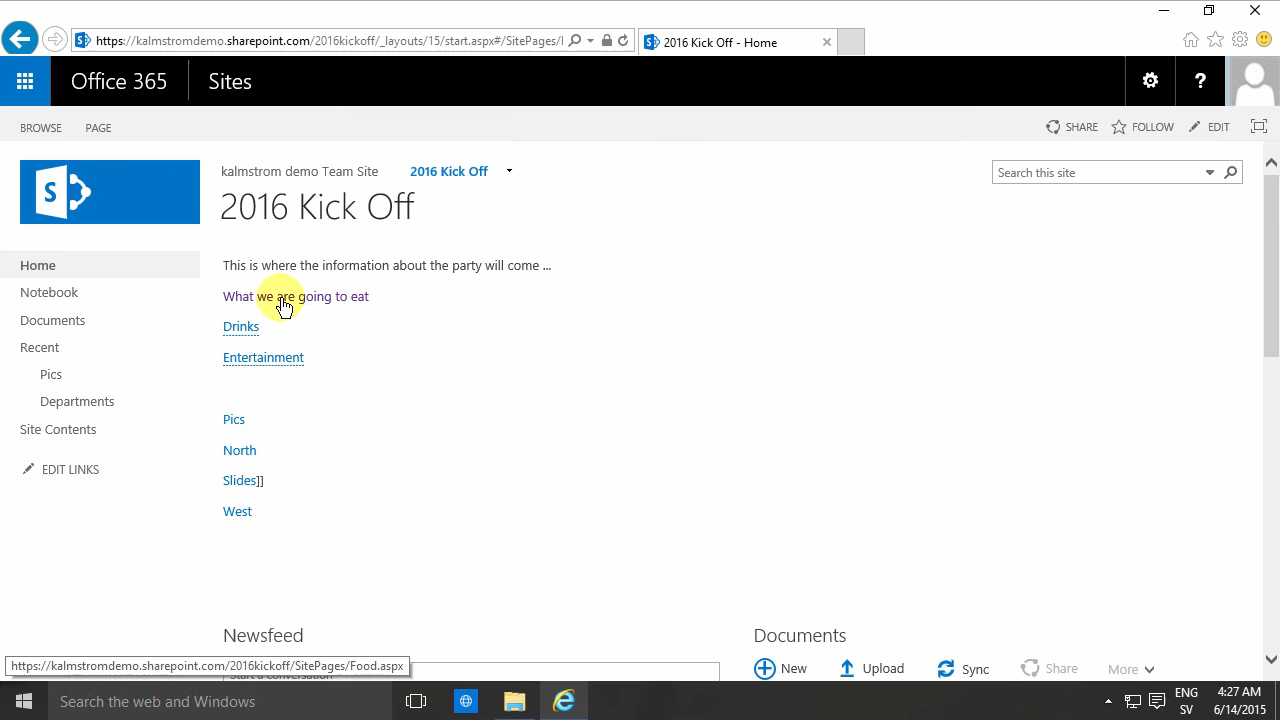 https://kalmstromdemo.sharepoint.com/2016kickoff/_layouts/15/start.aspx#/SitePages/
2016 Kick Off - Home
Office 365
Sites
?
BROWSE
PAGE
SHARE
FOLLOW
EDIT
S
kalmstrom demo Team Site
2016 Kick Off
Search this site
2016 Kick Off
Home
Notebook
Documents
Recent
Pics
Departments
Site Contents
EDIT LINKS
This is where the information about the party will come ...
What we are going to eat
Drinks
Entertainment
Pics
North
Slides]]
West
Newsfeed
Documents
Start a conversation
New
Upload
Sync
Share
More
https://kalmstromdemo.sharepoint.com/2016kickoff/SitePages/Food.aspx
Search the web and Windows
ENG
SV
4:27 AM
6/14/2015